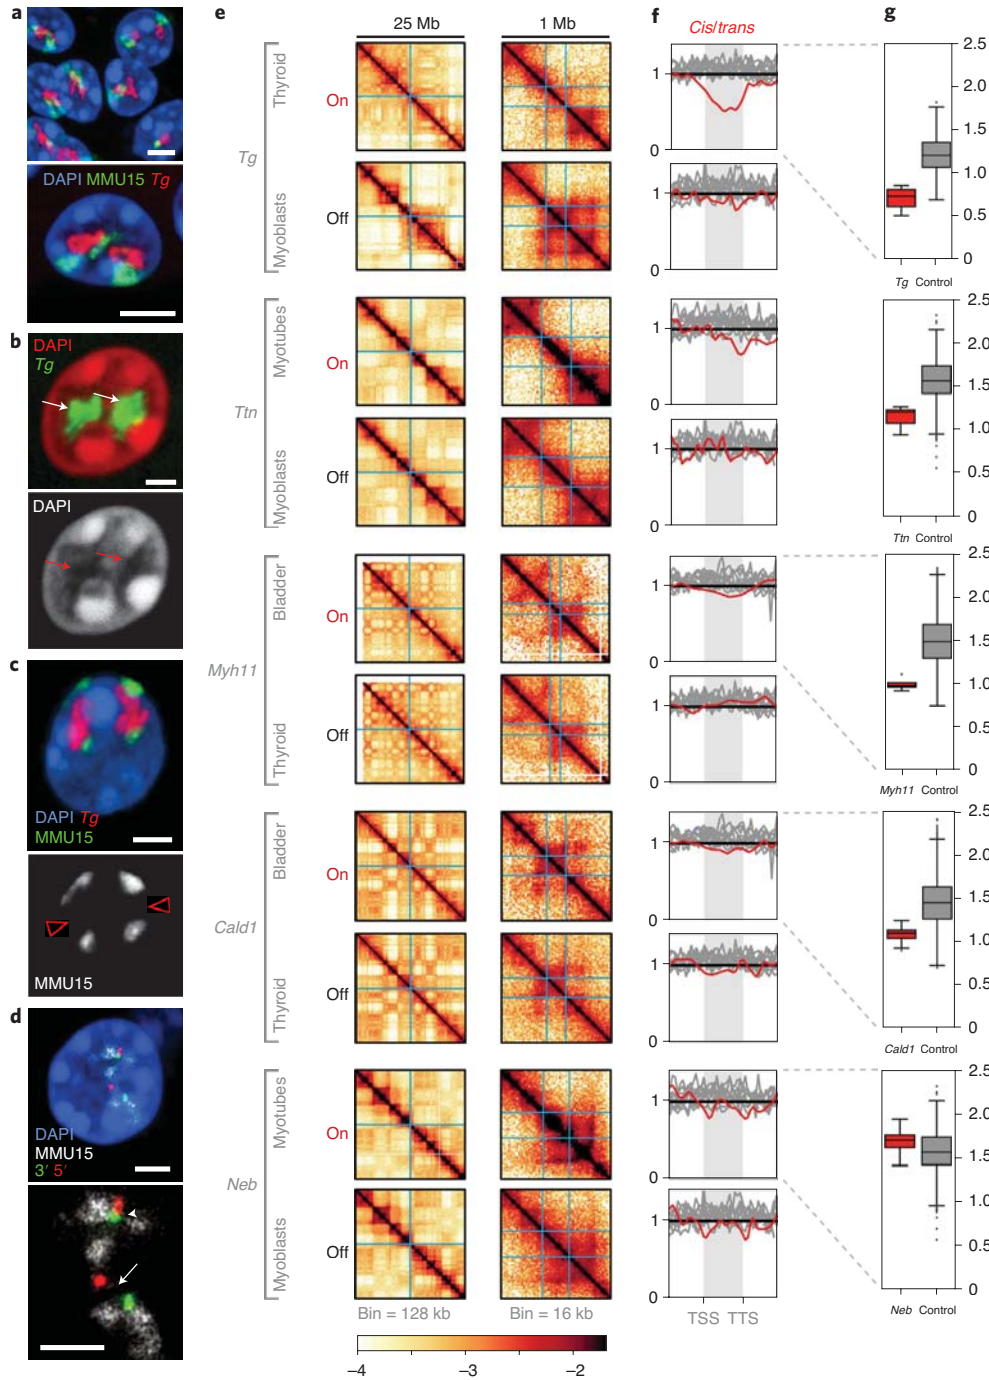 a
DAPI MMU15 Tg
b
DAPI
Tg
DAPI
c
DAPI Tg
MMU15
MMU15
d
DAPI
MMU15
3′ 5′
e
25 Mb
1 Mb
Tg
Thyroid
On
Myoblasts
Off
Ttn
Myotubes
On
Myoblasts
Off
Myh11
Bladder
On
Thyroid
Off
Cald1
Bladder
On
Thyroid
Off
Neb
Myotubes
On
Myoblasts
Off
Bin = 128 kb
Bin = 16 kb
–4
–3
–2
f
Cis/trans
1
0
1
0
1
0
1
0
1
0
1
0
1
0
1
0
1
0
1
0
TSS TTS
g
2.5
2.0
1.5
1.0
0.5
0
Tg Control
2.5
2.0
1.5
1.0
0.5
0
Ttn Control
2.5
2.0
1.5
1.0
0.5
0
Myh11 Control
2.5
2.0
1.5
1.0
0.5
0
Cald1 Control
2.5
2.0
1.5
1.0
0.5
0
Neb Control